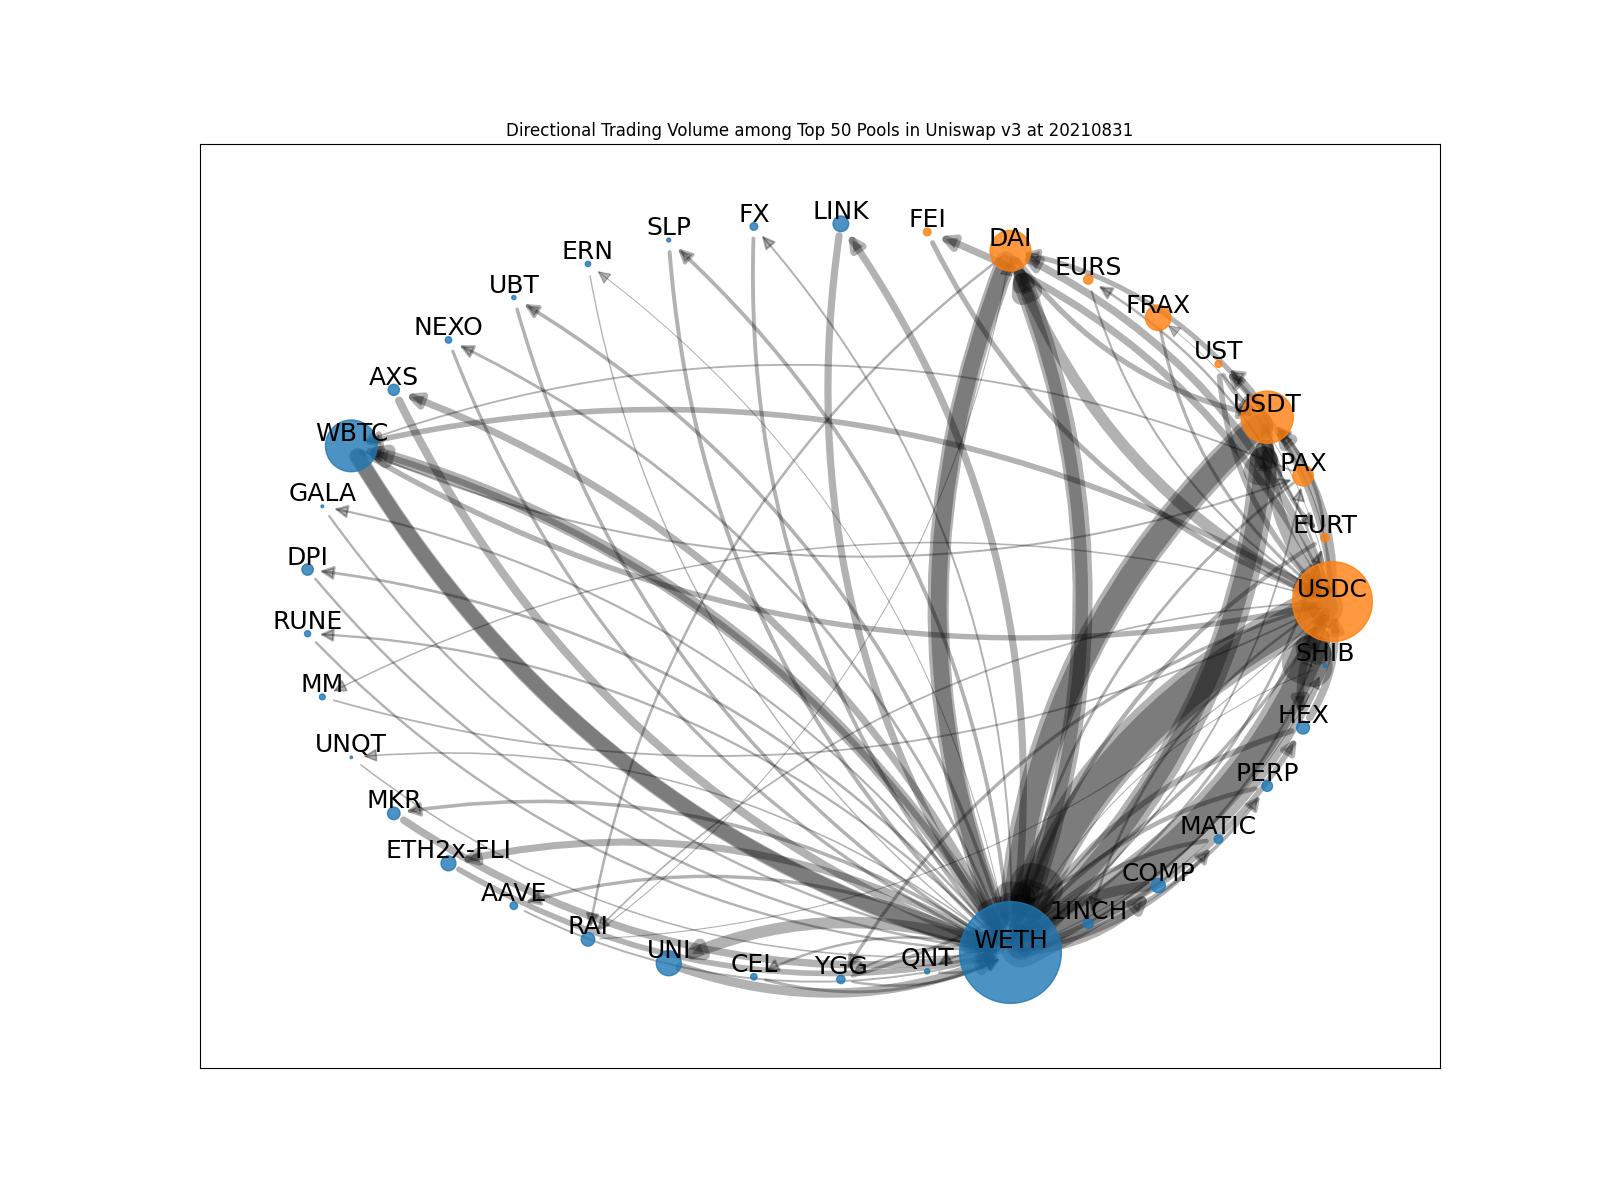 Directional Trading Volume among Top 50 Pools in Uniswap v3 at 20210831
LINK
FX
FEI
SLP
DAI
ERN
EURS
UBT
FRAX
NEXO
UST
AXS
USDT
WBTC
PAX
GALA
EURT
DPI
USDC
RUNE
SHIB
MM
HEX
UNQT
PERP
MKR
MATIC
ETH2x-FLI
COMP
AAVE
1INCH
RAI
WETH
UNI
QNT
CEL
YGG